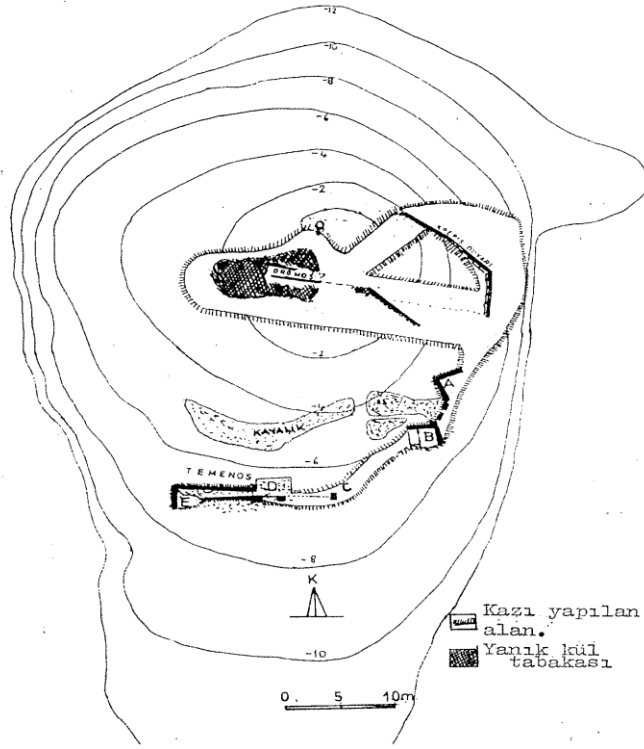 -12
-10
-8
-6
-4
-2
DROMOS
-2
-4
A
KAYALIK
B
-6
TEMENOS
D
C
E
-8
K
Kazı yapılan
alan.
Yanık kül
tabakası
-10
0 5 10m